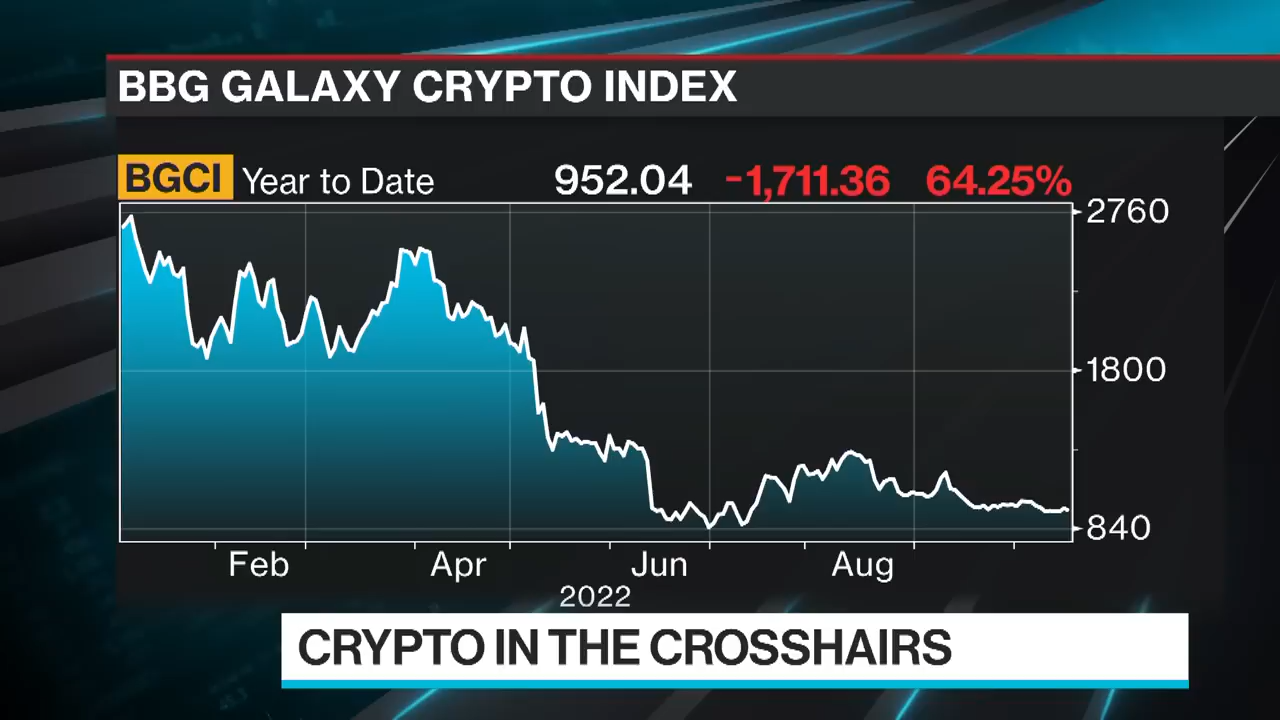 BBG GALAXY CRYPTO INDEX
BGCI Year to Date 952.04 -1,711.36 64.25%
2760
1800
840
Feb Apr Jun Aug
2022
CRYPTO IN THE CROSSHAIRS